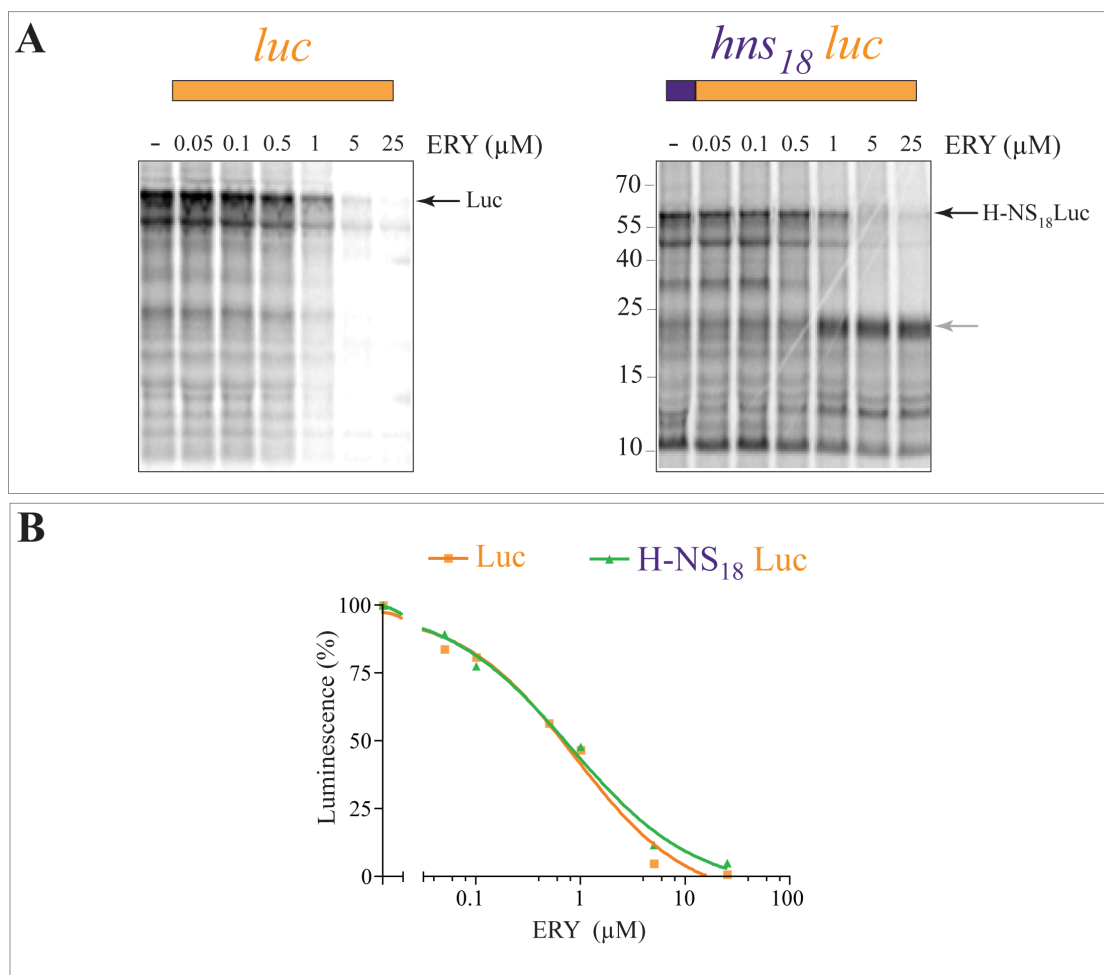 A
luc
- 0.05 0.1 0.5 1 5 25 ERY (µM)
Luc
hns18 luc
- 0.05 0.1 0.5 1 5 25 ERY (µM)
70
55
40
25
15
10
H-NS18Luc
B
Luc H-NS18 Luc
Luminescence (%)
100
75
50
25
0
0.1 1 10 100
ERY (µM)